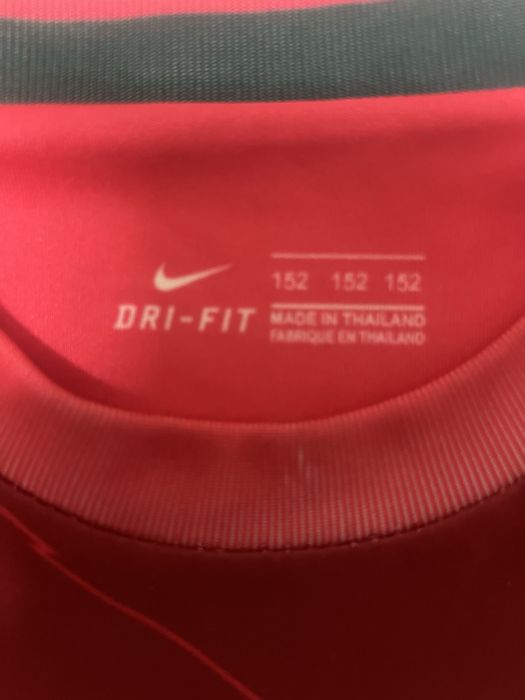 152 152 152
DRI-FIT
MADE IN THAILAND
FABRIQUE EN THAILAND